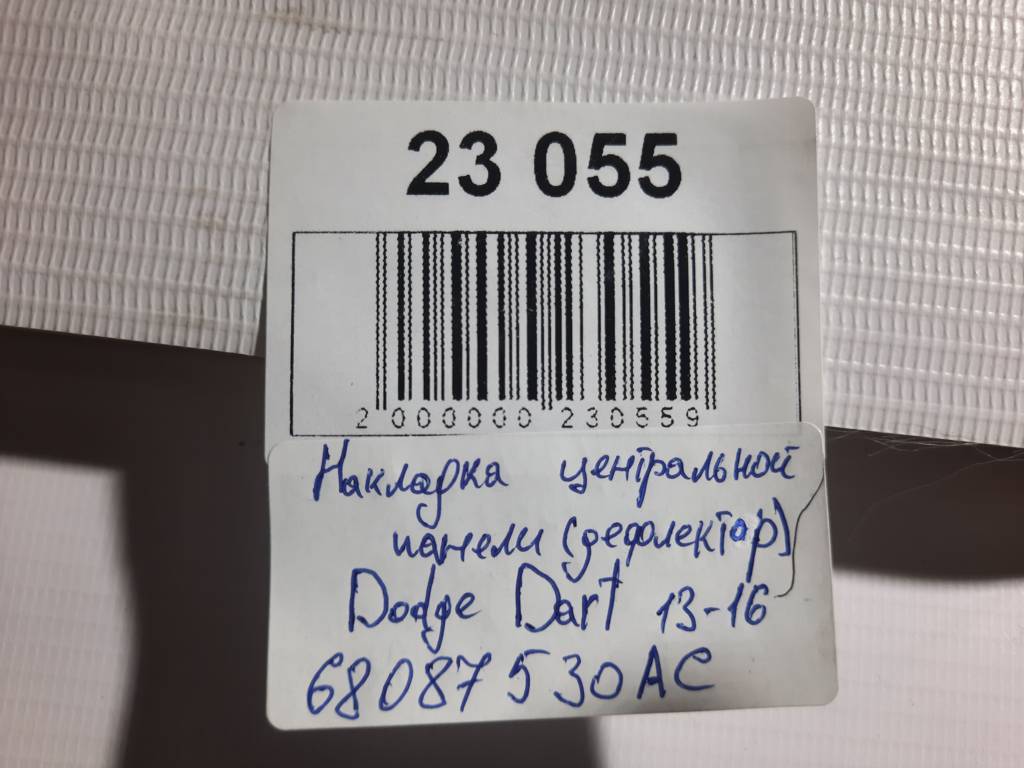 23 055
2 000000 230559
Накладка центральной
панели (дефлектор)
Dodge Dart 13-16
68087530AC